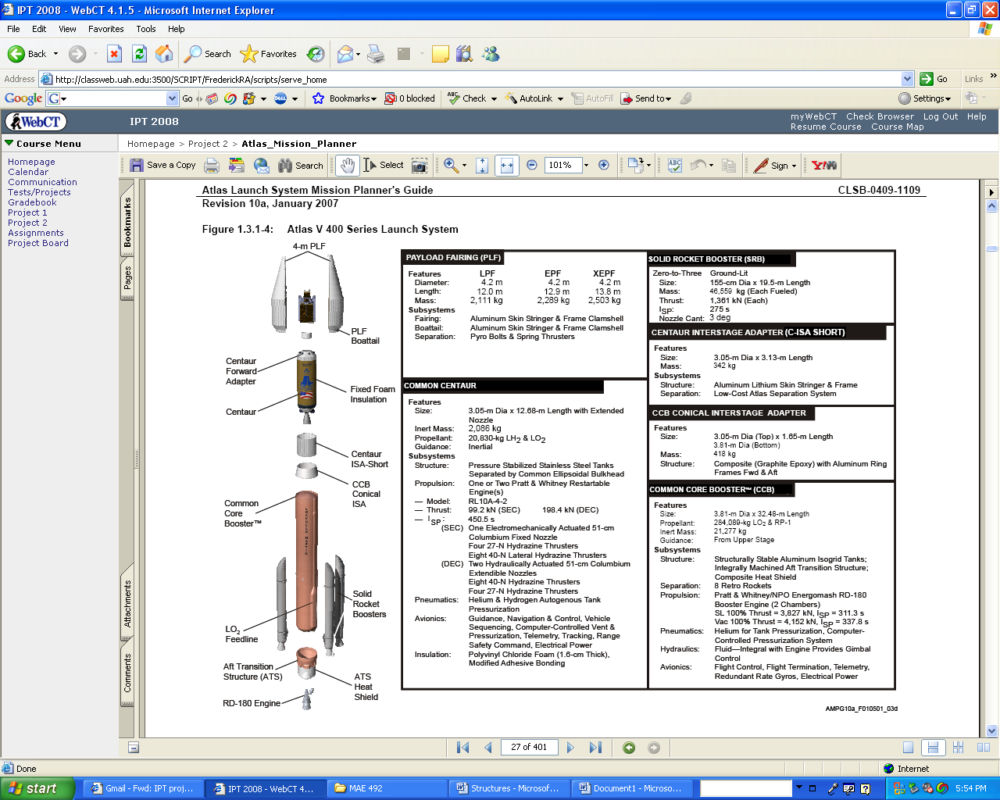 IPT 2008 - WebCT 4.1.5 - Microsoft Internet Explorer
File Edit View Favorites Tools Help
Back Search Favorites
Address http://classweb.uah.edu:3500/SCRIPT/FrederickRA/scripts/serve_home Go Links »
Google G Go Bookmarks 0 blocked Check AutoLink AutoFill Send to Settings
WebCT IPT 2008 myWebCT Check Browser Log Out Help
Resume Course Course Map
Course Menu
Homepage
Calendar
Communication
Tests/Projects
Gradebook
Project 1
Project 2
Assignments
Project Board
Homepage > Project 2 > Atlas_Mission_Planner
Save a Copy Search Select 101% Sign Y!
Bookmarks
Pages
Attachments
Comments
Atlas Launch System Mission Planner's Guide CLSB-0409-1109
Revision 10a, January 2007
Figure 1.3.1-4: Atlas V 400 Series Launch System
4-m PLF
PLF
Boattail
Centaur
Forward
Adapter
Fixed Foam
Insulation
Centaur
Centaur
ISA-Short
CCB
Conical
ISA
Common
Core
Booster™
Solid
Rocket
Boosters
LO2
Feedline
Aft Transition
Structure (ATS)
ATS
Heat
Shield
RD-180 Engine
PAYLOAD FAIRING (PLF)
Features LPF EPF XEPF
Diameter: 4.2 m 4.2 m 4.2 m
Length: 12.0 m 12.9 m 13.8 m
Mass: 2,111 kg 2,289 kg 2,503 kg
Subsystems
Fairing: Aluminum Skin Stringer & Frame Clamshell
Boattail: Aluminum Skin Stringer & Frame Clamshell
Separation: Pyro Bolts & Spring Thrusters
COMMON CENTAUR
Features
Size: 3.05-m Dia x 12.68-m Length with Extended
Nozzle
Inert Mass: 2,086 kg
Propellant: 20,830-kg LH2 & LO2
Guidance: Inertial
Subsystems
Structure: Pressure Stabilized Stainless Steel Tanks
Separated by Common Ellipsoidal Bulkhead
Propulsion: One or Two Pratt & Whitney Restartable
Engine(s)
— Model: RL10A-4-2
— Thrust: 99.2 kN (SEC) 198.4 kN (DEC)
— ISP: 450.5 s
(SEC) One Electromechanically Actuated 51-cm
Columbium Fixed Nozzle
Four 27-N Hydrazine Thrusters
Eight 40-N Lateral Hydrazine Thrusters
(DEC) Two Hydraulically Actuated 51-cm Columbium
Extendible Nozzles
Eight 40-N Hydrazine Thrusters
Four 27-N Hydrazine Thrusters
Pneumatics: Helium & Hydrogen Autogenous Tank
Pressurization
Avionics: Guidance, Navigation & Control, Vehicle
Sequencing, Computer-Controlled Vent &
Pressurization, Telemetry, Tracking, Range
Safety Command, Electrical Power
Insulation: Polyvinyl Chloride Foam (1.6-cm Thick),
Modified Adhesive Bonding
SOLID ROCKET BOOSTER (SRB)
Zero-to-Three Ground-Lit
Size: 155-cm Dia x 19.5-m Length
Mass: 46,559 kg (Each Fueled)
Thrust: 1,361 kN (Each)
ISP: 275 s
Nozzle Cant: 3 deg
CENTAUR INTERSTAGE ADAPTER (C-ISA SHORT)
Features
Size: 3.05-m Dia x 3.13-m Length
Mass: 342 kg
Subsystems
Structure: Aluminum Lithium Skin Stringer & Frame
Separation: Low-Cost Atlas Separation System
CCB CONICAL INTERSTAGE ADAPTER
Features
Size: 3.05-m Dia (Top) x 1.65-m Length
3.81-m Dia (Bottom)
Mass: 418 kg
Structure: Composite (Graphite Epoxy) with Aluminum Ring
Frames Fwd & Aft
COMMON CORE BOOSTER™ (CCB)
Features
Size: 3.81-m Dia x 32.48-m Length
Propellant: 284,089-kg LO2 & RP-1
Inert Mass: 21,277 kg
Guidance: From Upper Stage
Subsystems
Structure: Structurally Stable Aluminum Isogrid Tanks;
Integrally Machined Aft Transition Structure;
Composite Heat Shield
Separation: 8 Retro Rockets
Propulsion: Pratt & Whitney/NPO Energomash RD-180
Booster Engine (2 Chambers)
SL 100% Thrust = 3,827 kN, ISP = 311.3 s
Vac 100% Thrust = 4,152 kN, ISP = 337.8 s
Pneumatics: Helium for Tank Pressurization, Computer-
Controlled Pressurization System
Hydraulics: Fluid—Integral with Engine Provides Gimbal
Control
Avionics: Flight Control, Flight Termination, Telemetry,
Redundant Rate Gyros, Electrical Power
AMPG10a_F010501_03d
27 of 401
Done Internet
start Gmail - Fwd: IPT proj... IPT 2008 - WebCT 4... MAE 492 Structures - Microsof... Document1 - Microso... 5:54 PM